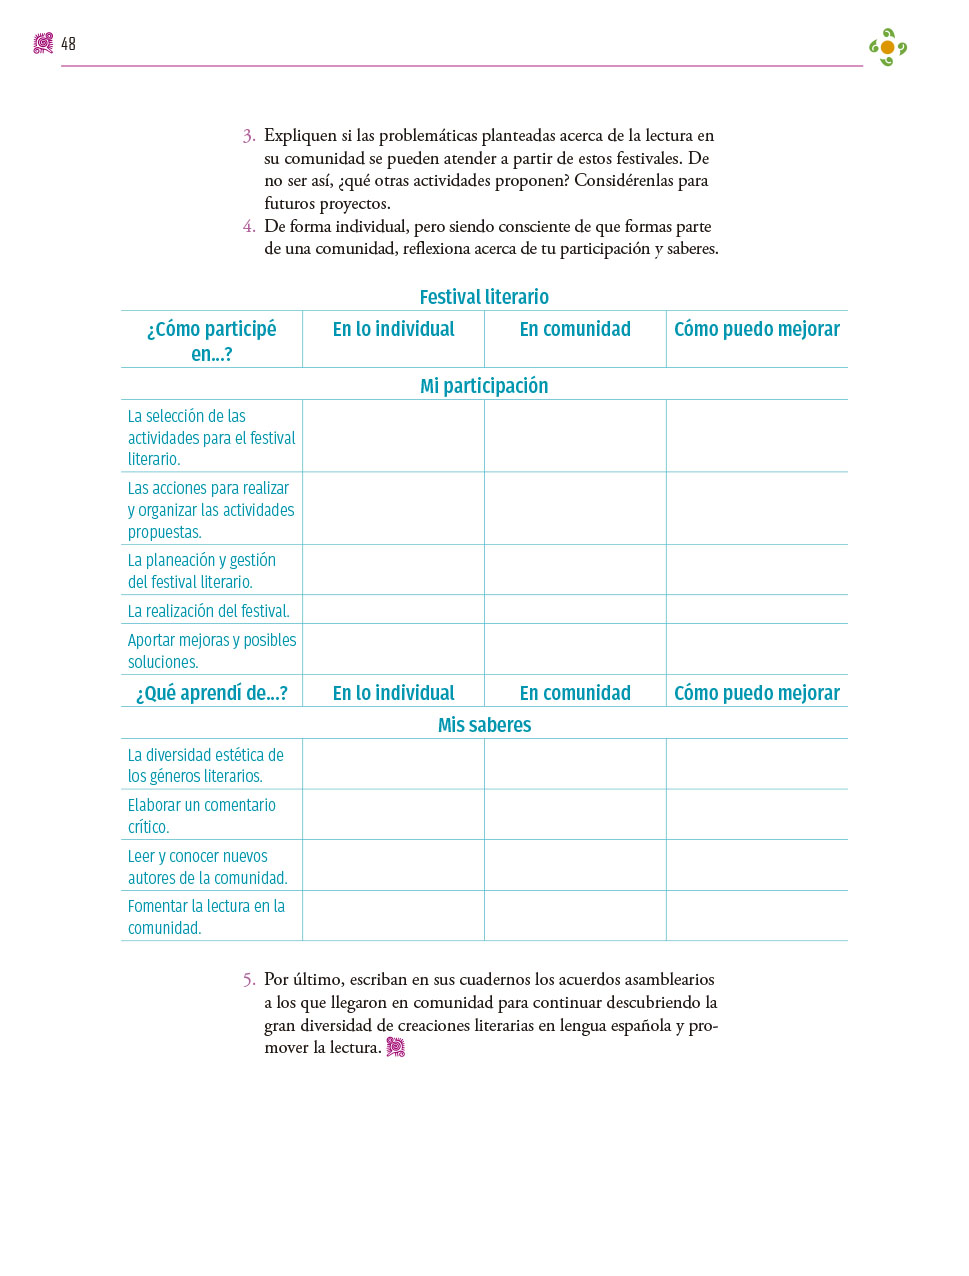 48
3. Expliquen si las problemáticas planteadas acerca de la lectura en
su comunidad se pueden atender a partir de estos festivales. De
no ser así, ¿qué otras actividades proponen? Considérenlas para
futuros proyectos.
4. De forma individual, pero siendo consciente de que formas parte
de una comunidad, reflexiona acerca de tu participación y saberes.
Festival literario
¿Cómo participé
en...?
En lo individual
En comunidad
Cómo puedo mejorar
Mi participación
La selección de las
actividades para el festival
literario.
Las acciones para realizar
y organizar las actividades
propuestas.
La planeación y gestión
del festival literario.
La realización del festival.
Aportar mejoras y posibles
soluciones.
¿Qué aprendí de...?
En lo individual
En comunidad
Cómo puedo mejorar
Mis saberes
La diversidad estética de
los géneros literarios.
Elaborar un comentario
crítico.
Leer y conocer nuevos
autores de la comunidad.
Fomentar la lectura en la
comunidad.
5. Por último, escriban en sus cuadernos los acuerdos asamblearios
a los que llegaron en comunidad para continuar descubriendo la
gran diversidad de creaciones literarias en lengua española y pro-
mover la lectura.